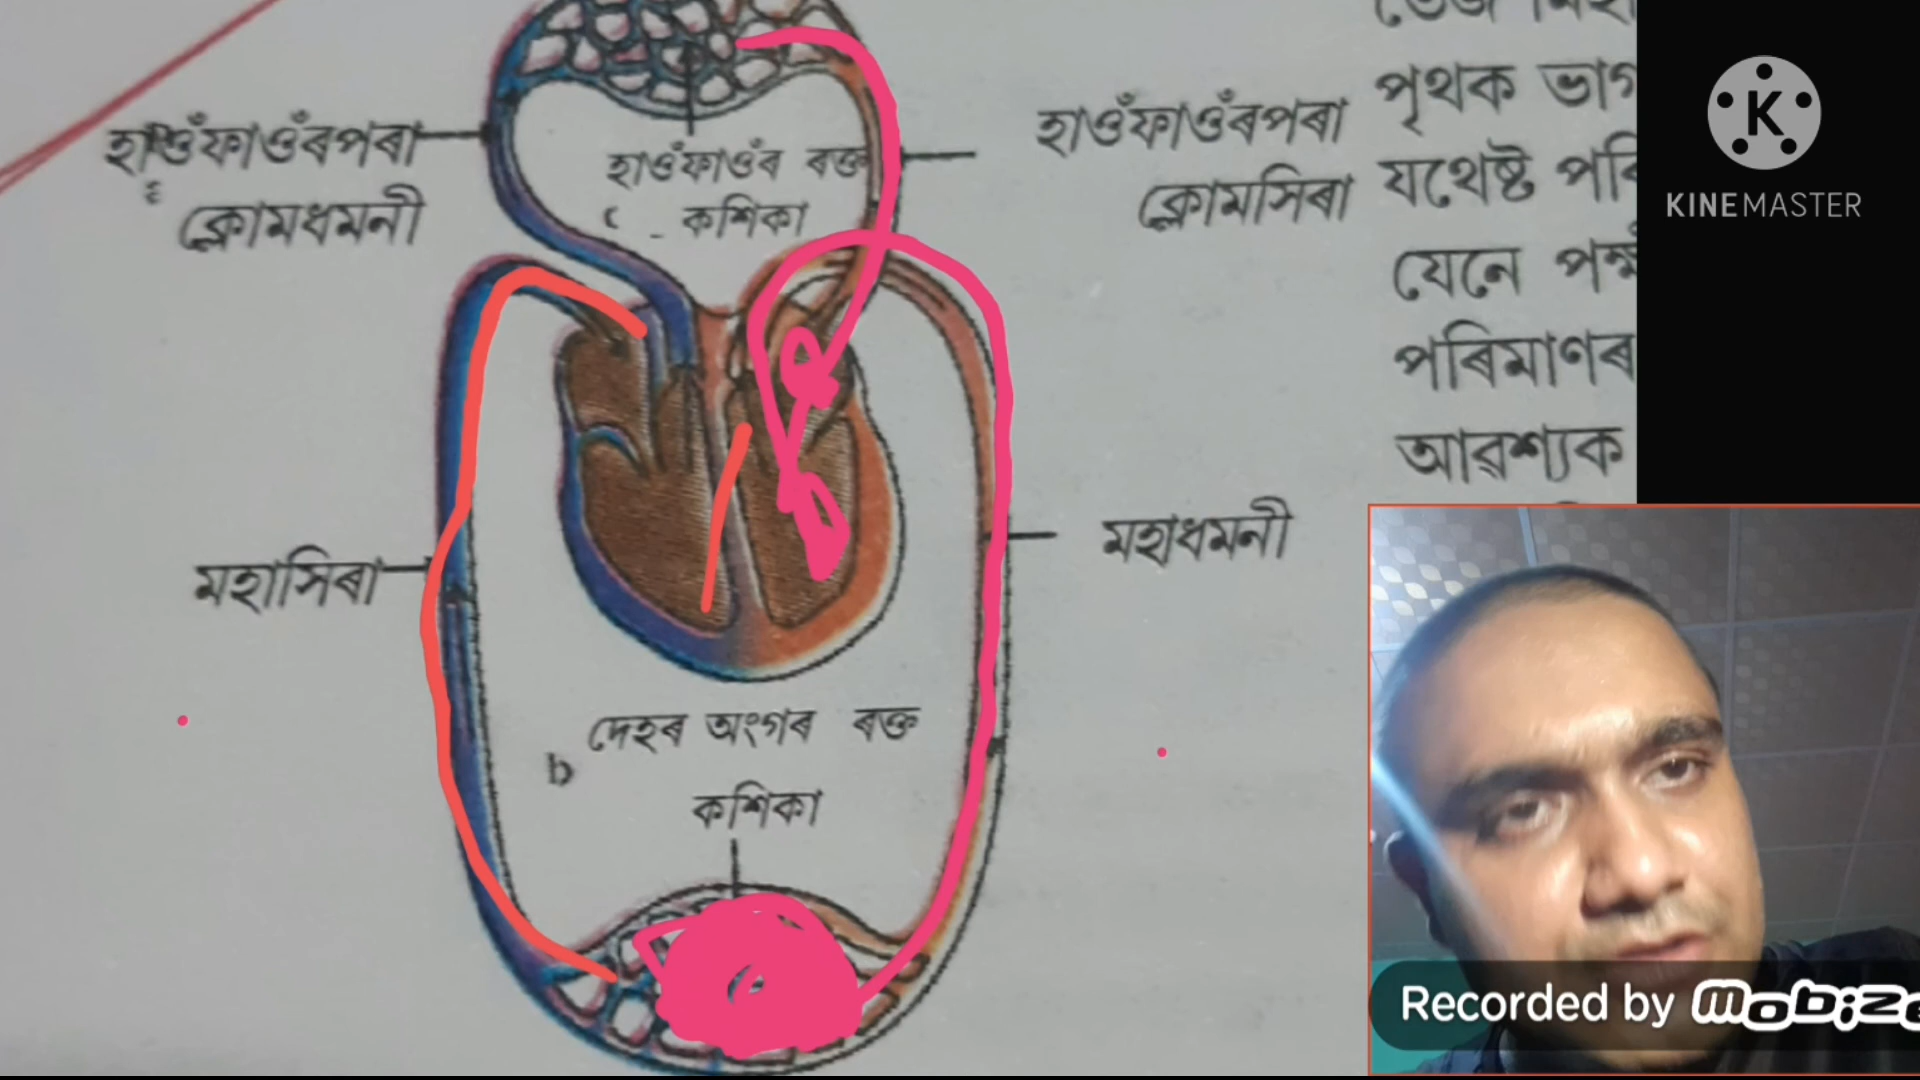 হাওঁফাওঁৰপৰা
ক্লোমধমনী
হাওঁফাওঁৰ ৰক্ত
c
কশিকা
হাওঁফাওঁৰপৰা
ক্লোমসিৰা
মহাসিৰা
মহাধমনী
দেহৰ অংগৰ ৰক্ত
b
কশিকা
পৃথক
যথেষ্ট
যেনে
পৰিমাণৰ
আৱশ্যক
K
KINEMASTER
Recorded by